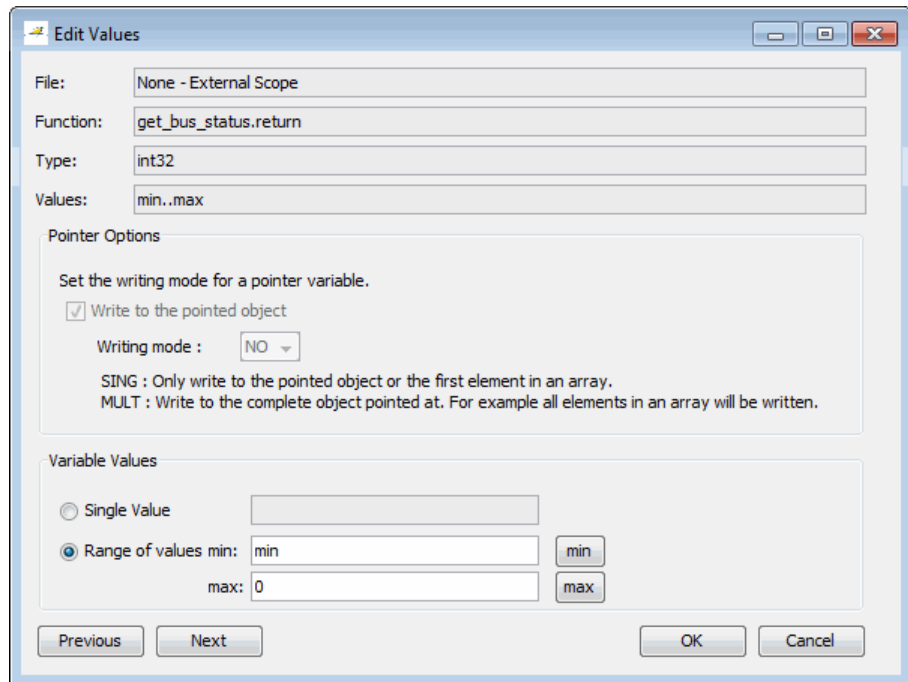 Edit Values
File: None - External Scope
Function: get_bus_status.return
Type: int32
Values: min..max
Pointer Options
Set the writing mode for a pointer variable.
Write to the pointed object
Writing mode : NO
SING : Only write to the pointed object or the first element in an array.
MULT : Write to the complete object pointed at. For example all elements in an array will be written.
Variable Values
Single Value
Range of values min: min min
max: 0 max
Previous Next OK Cancel